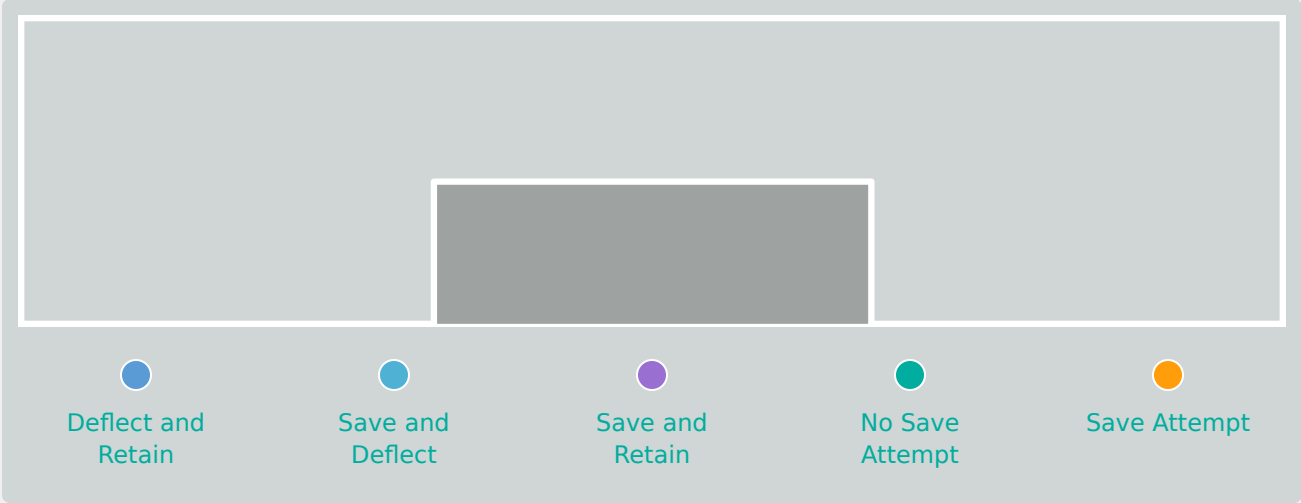 Deflect and
Retain
Save and
Deflect
Save and
Retain
No Save
Attempt
Save Attempt